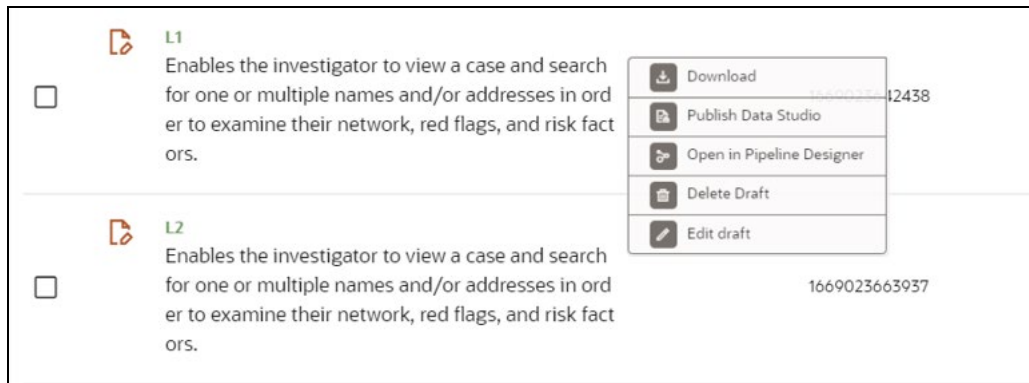 L1
Enables the investigator to view a case and search
for one or multiple names and/or addresses in ord
er to examine their network, red flags, and risk fact
ors.
Download
1669023642438
Publish Data Studio
Open in Pipeline Designer
Delete Draft
Edit draft
L2
Enables the investigator to view a case and search
for one or multiple names and/or addresses in ord
er to examine their network, red flags, and risk fact
ors.
1669023663937